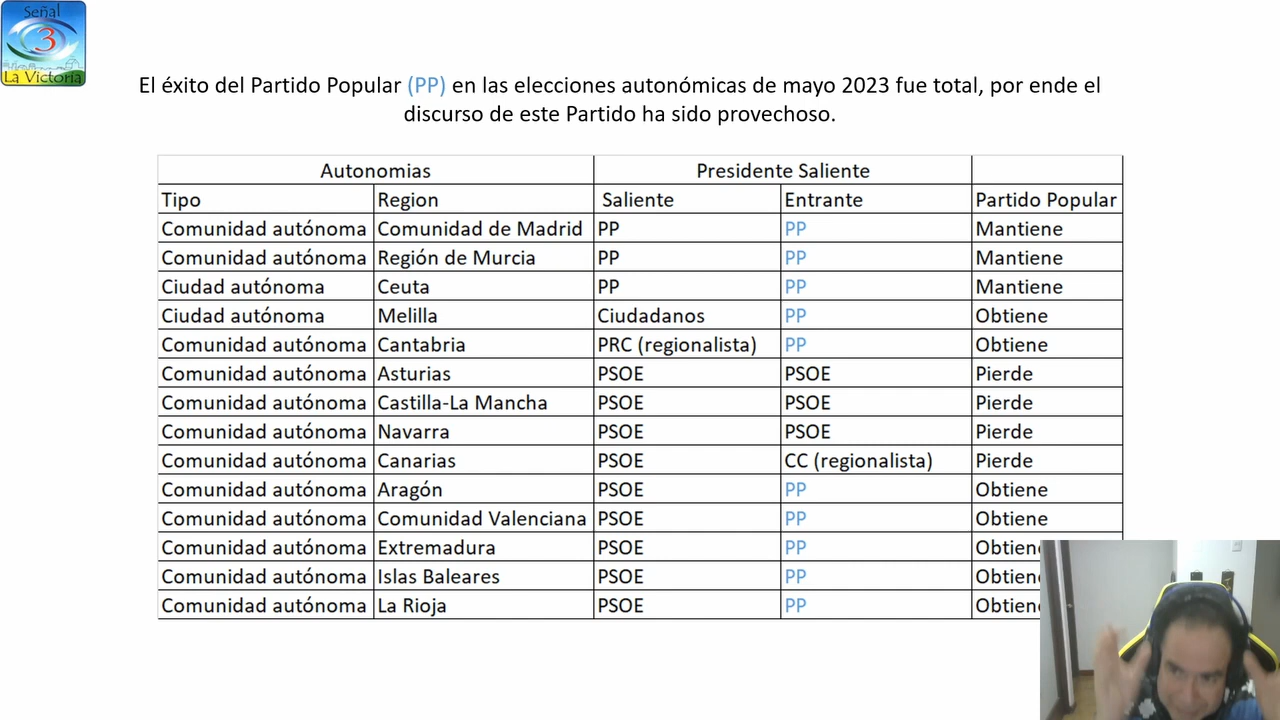 Señal
3
La Victoria
El éxito del Partido Popular (PP) en las elecciones autonómicas de mayo 2023 fue total, por ende el
discurso de este Partido ha sido provechoso.
Autonomias Presidente Saliente
Tipo Region Saliente Entrante Partido Popular
Comunidad autónoma Comunidad de Madrid PP PP Mantiene
Comunidad autónoma Región de Murcia PP PP Mantiene
Ciudad autónoma Ceuta PP PP Mantiene
Ciudad autónoma Melilla Ciudadanos PP Obtiene
Comunidad autónoma Cantabria PRC (regionalista) PP Obtiene
Comunidad autónoma Asturias PSOE PSOE Pierde
Comunidad autónoma Castilla-La Mancha PSOE PSOE Pierde
Comunidad autónoma Navarra PSOE PSOE Pierde
Comunidad autónoma Canarias PSOE CC (regionalista) Pierde
Comunidad autónoma Aragón PSOE PP Obtiene
Comunidad autónoma Comunidad Valenciana PSOE PP Obtiene
Comunidad autónoma Extremadura PSOE PP Obtien
Comunidad autónoma Islas Baleares PSOE PP Obtien
Comunidad autónoma La Rioja PSOE PP Obtien